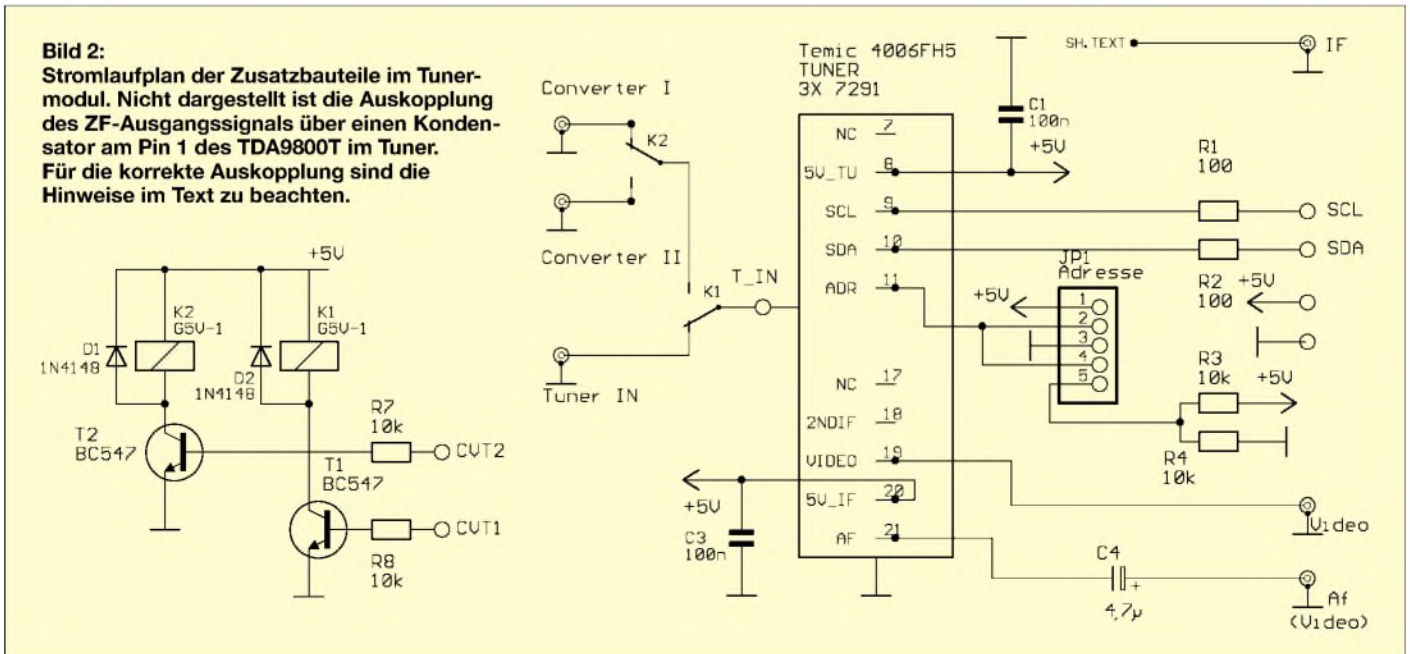 Bild 2:
Stromlaufplan der Zusatzbauteile im Tuner-
modul. Nicht dargestellt ist die Auskopplung
des ZF-Ausgangssignals über einen Konden-
sator am Pin 1 des TDA9800T im Tuner.
Für die korrekte Auskopplung sind die
Hinweise im Text zu beachten.
+5V
K2
G5V-1
K1
G5V-1
D1
1N4148
D2
1N4148
T2
BC547
R7
10k
CVT2
T1
BC547
CVT1
R8
10k
Converter I
K2
Converter II
K1
T_IN
Tuner IN
Temic 4006FH5
TUNER
3X 7291
NC 7
5V_TU 8
SCL 9
SDA 10
ADR 11
NC 17
2NDIF 18
VIDEO 19
5V_IF 20
AF 21
+5V
C3
100n
C1
100n
+5V
SH.TEXT
IF
R1
100
SCL
SDA
R2
100
+5V
JP1
Adresse
+5V
1
2
3
4
5
R3
10k
+5V
R4
10k
Video
C4
4,7µ
+
Af
(Video)